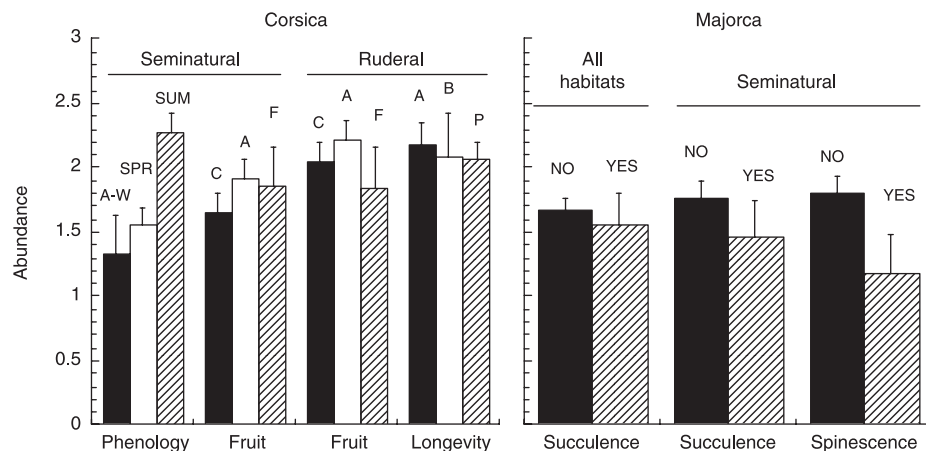 Corsica
Majorca
Seminatural
Ruderal
All
habitats
Seminatural
Abundance
3
2.5
2
1.5
1
0.5
0
A-W
SPR
SUM
C
A
F
C
A
F
A
B
P
NO
YES
NO
YES
NO
YES
Phenology
Fruit
Fruit
Longevity
Succulence
Succulence
Spinescence